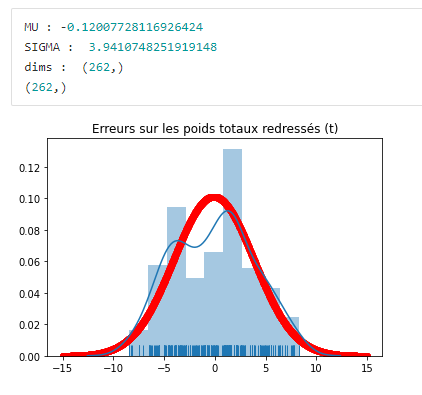 MU : -0.12007728116926424
SIGMA :  3.9410748251919148
dims :  (262,)
(262,)
Erreurs sur les poids totaux redressés (t)
0.12
0.10
0.08
0.06
0.04
0.02
0.00
−15 −10 −5 0 5 10 15